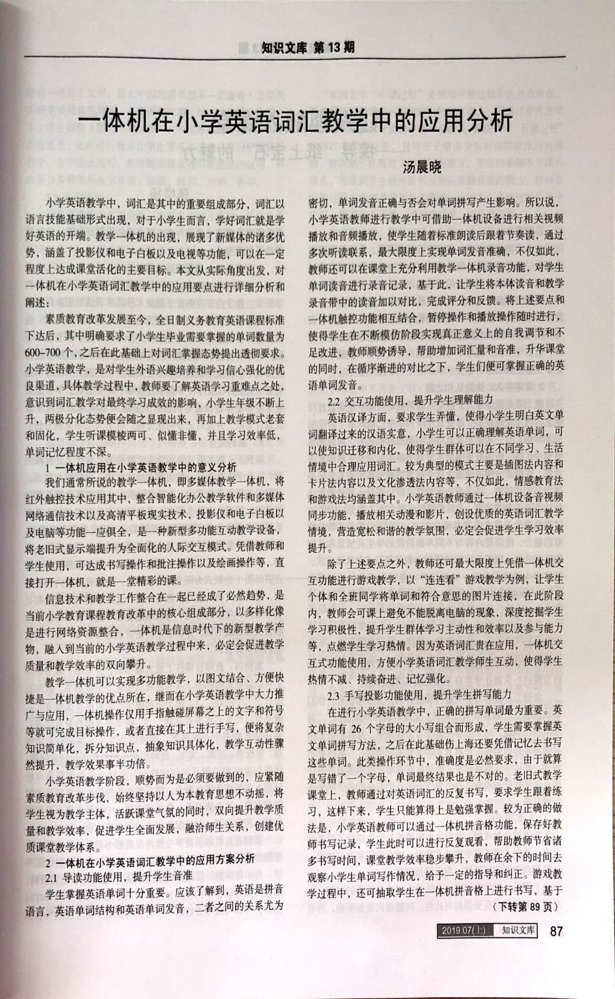 知识文库 第13期
一体机在小学英语词汇教学中的应用分析
汤晨晓
小学英语教学中，词汇是其中的重要组成部分，词汇以
语言技能基础形式出现，对于小学生而言，学好词汇就是学
好英语的开端。教学一体机的出现，展现了新媒体的诸多优
势，涵盖了投影仪和电子白板以及电视等功能，可以在一定
程度上达成课堂活化的主要目标。本文从实际角度出发，对
一体机在小学英语词汇教学中的应用要点进行详细分析和
阐述：
素质教育改革发展至今，全日制义务教育英语课程标准
下达后，其中明确要求了小学生毕业需要掌握的单词数量为
600-700个，之后在此基础上对词汇掌握态势提出透彻要求。
小学英语教学，是对学生外语兴趣培养和学习信心强化的优
良渠道，具体教学过程中，教师要了解英语学习重难点之处，
意识到词汇教学对最终学习成效的影响，小学生年级不断上
升，两极分化态势便会随之显现出来，再加上教学模式老套
和固化，学生听课模棱两可、似懂非懂，并且学习效率低，
单词记忆程度不深。
1 一体机应用在小学英语教学中的意义分析
我们通常所说的教学一体机，即多媒体教学一体机，将
红外触控技术应用其中，整合智能化办公教学软件和多媒体
网络通信技术以及高清平板现实技术，投影仪和电子白板以
及电脑等功能一应俱全，是一种新型多功能互动教学设备，
将老旧式显示端提升为全面化的人际交互模式。凭借教师和
学生使用，可达成书写操作和批注操作以及绘画操作等，直
接打开一体机，就是一堂精彩的课。
信息技术和教学工作整合在一起已经成了必然趋势，是
当前小学教育课程教育改革中的核心组成部分，以多样化像
是进行网络资源整合，一体机是信息时代下的新型教学产
物，融入到当前的小学英语教学过程中来，必定会促进教学
质量和教学效率的双向攀升。
教学一体机可以实现多功能教学，以图文结合、方便快
捷是一体机教学的优点所在，继而在小学英语教学中大力推
广与应用，一体机操作仅用手指触碰屏幕之上的文字和符号
等就可完成目标操作，或者直接在其上进行手写，便将复杂
知识简单化，拆分知识点，抽象知识具体化，教学互动性骤
然提升，教学效果事半功倍。
小学英语教学阶段，顺势而为是必须要做到的，应紧随
素质教育改革步伐，始终坚持以人为本教育思想不动摇，将
学生视为教学主体，活跃课堂气氛的同时，双向提升教学质
量和教学效率，促进学生全面发展，融洽师生关系，创建优
质课堂教学体系。
2 一体机在小学英语词汇教学中的应用方案分析
2.1 导读功能使用，提升学生音准
学生掌握英语单词十分重要。应该了解到，英语是拼音
语言，英语单词结构和英语单词发音，二者之间的关系尤为
密切，单词发音正确与否会对单词拼写产生影响。所以说，
小学英语教师进行教学中可借助一体机设备进行相关视频
播放和音频播放，使学生随着标准朗读后跟着节奏读，通过
多次听读联系，最大限度上实现单词发音准确，不仅如此，
教师还可以在课堂上充分利用教学一体机录音功能，对学生
单词读音进行录音记录，基于此，让学生将本体读音和教学
录音带中的读音加以对比，完成评分和反馈。将上述要点和
一体机触控功能相互结合，暂停操作和播放操作随时进行，
使得学生在不断模仿阶段实现真正意义上的自我调节和不
足改进，教师顺势诱导，帮助增加词汇量和音准，升华课堂
的同时，在循序渐进的对比之下，学生们便可掌握正确的英
语单词发音。
2.2 交互功能使用，提升学生理解能力
英语汉译方面，要求学生弄懂，使得小学生明白英文单
词翻译过来的汉语实意，小学生可以正确理解英语单词，可
以使知识迁移和内化，使得学生群体可以在不同学习、生活
情境中合理应用词汇。较为典型的模式主要是插图法内容和
卡片法内容以及文化渗透法内容等，不仅如此，情感教育法
和游戏法均涵盖其中。小学英语教师通过一体机设备音视频
同步功能，播放相关动漫和影片，创设优质的英语词汇教学
情境，营造宽松和谐的教学氛围，必定会促进学生学习效率
提升。
除了上述要点之外，教师还可最大限度上凭借一体机交
互功能进行游戏教学，以“连连看”游戏教学为例，让学生
个体和全班同学将单词和符合意思的图片连接，在此阶段
内，教师会可课上避免不能脱离电脑的现象，深度挖掘学生
学习积极性，提升学生群体学习主动性和效率以及参与能力
等，点燃学生学习热情。因为英语词汇贵在应用，一体机交
互式功能使用，方便小学英语词汇教学师生互动，使得学生
热情不减、持续奋进、记忆强化。
2.3 手写投影功能使用，提升学生拼写能力
在进行小学英语教学中，正确的拼写单词最为重要。英
文单词有 26 个字母的大小写组合而形成，学生需要掌握英
文单词拼写方法，之后在此基础伤上海还要凭借记忆去书写
这些单词。此类操作环节中，准确度是必然要求，由于就算
是写错了一个字母，单词最终结果也是不对的。老旧式教学
课堂上，教师通过对英语词汇的反复书写，要求学生跟着练
习，这样下来，学生只能算得上是勉强掌握。较为正确的做
法是，小学英语教师可以通过一体机拼音格功能，保存好教
师书写记录，学生此时可以进行反复观看，帮助教师节省诸
多书写时间，课堂教学效率稳步攀升，教师在余下的时间去
观察小学生单词写作情况，给予一定的指导和纠正。游戏教
学过程中，还可抽取学生在一体机拼音格上进行书写，基于
（下转第 89 页）
2019.07(上) 知识文库 87